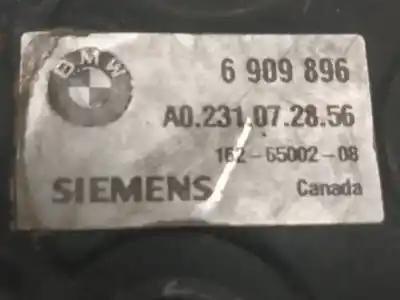 BMW
6 909 896
A0.231.07.28.56
162-65002-08
SIEMENS
Canada